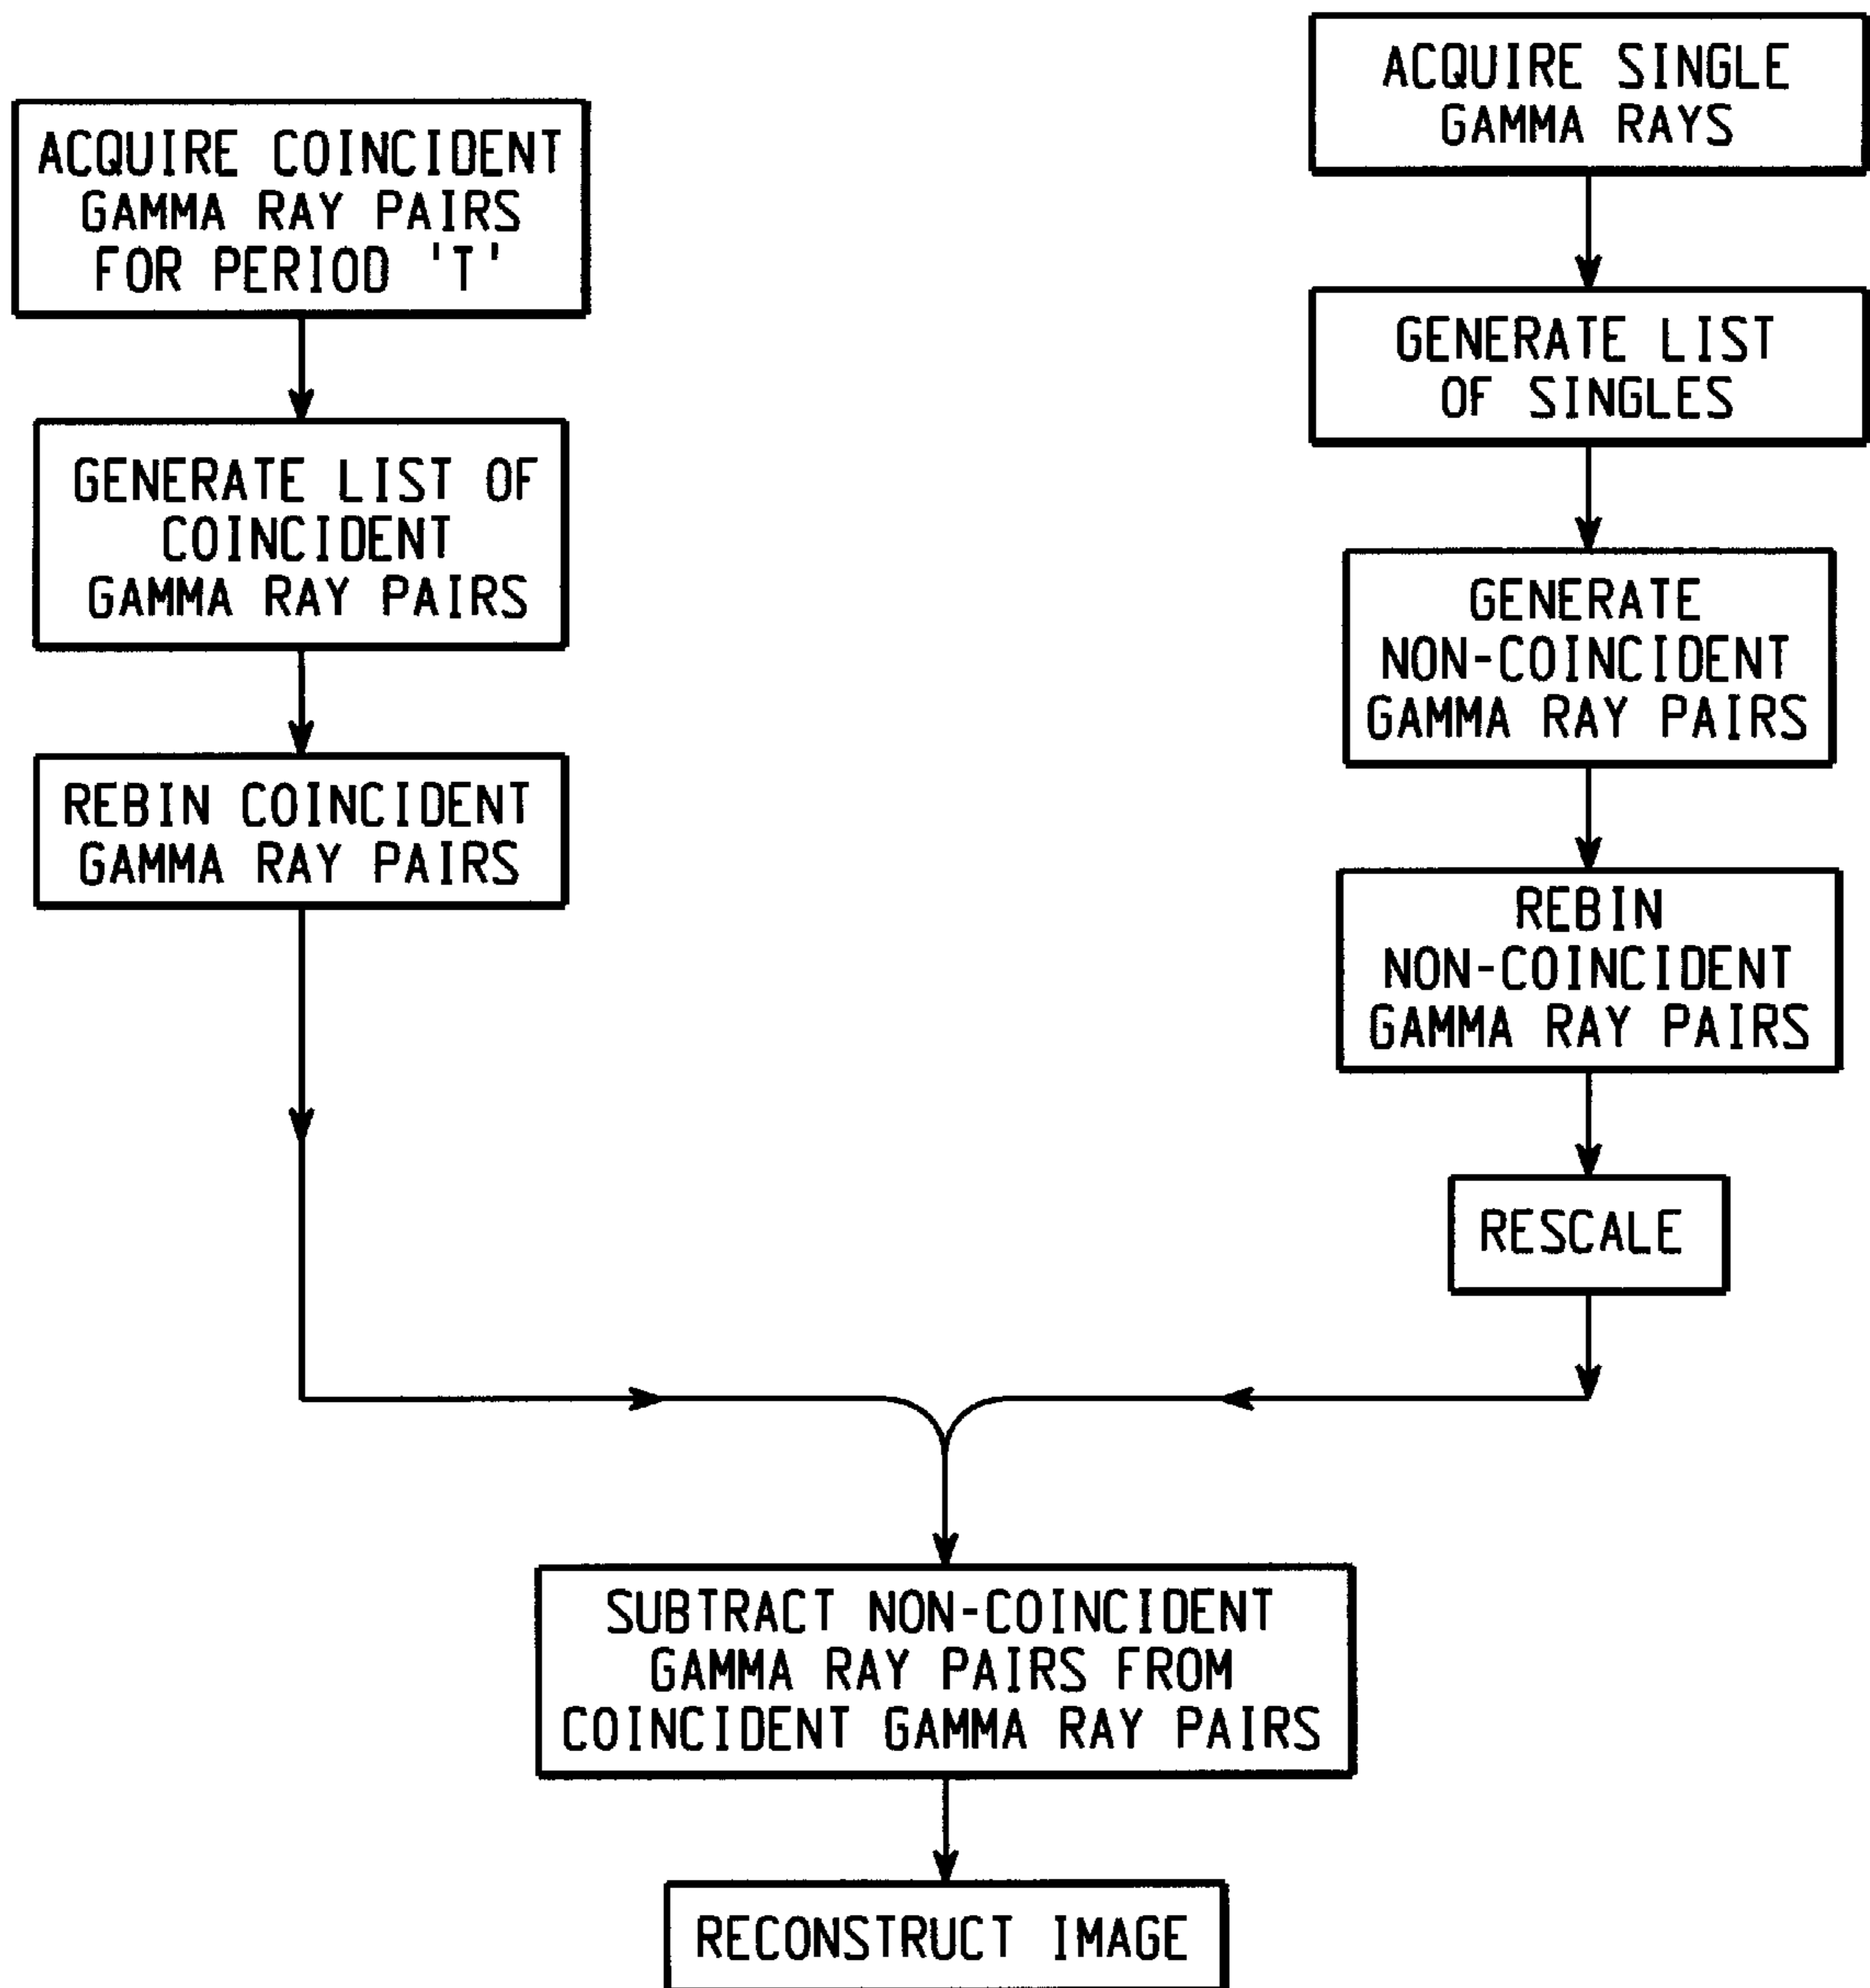 ACQUIRE COINCIDENT
GAMMA RAY PAIRS
FOR PERIOD 'T'
GENERATE LIST OF
COINCIDENT
GAMMA RAY PAIRS
REBIN COINCIDENT
GAMMA RAY PAIRS
ACQUIRE SINGLE
GAMMA RAYS
GENERATE LIST
OF SINGLES
GENERATE
NON-COINCIDENT
GAMMA RAY PAIRS
REBIN
NON-COINCIDENT
GAMMA RAY PAIRS
RESCALE
SUBTRACT NON-COINCIDENT
GAMMA RAY PAIRS FROM
COINCIDENT GAMMA RAY PAIRS
RECONSTRUCT IMAGE